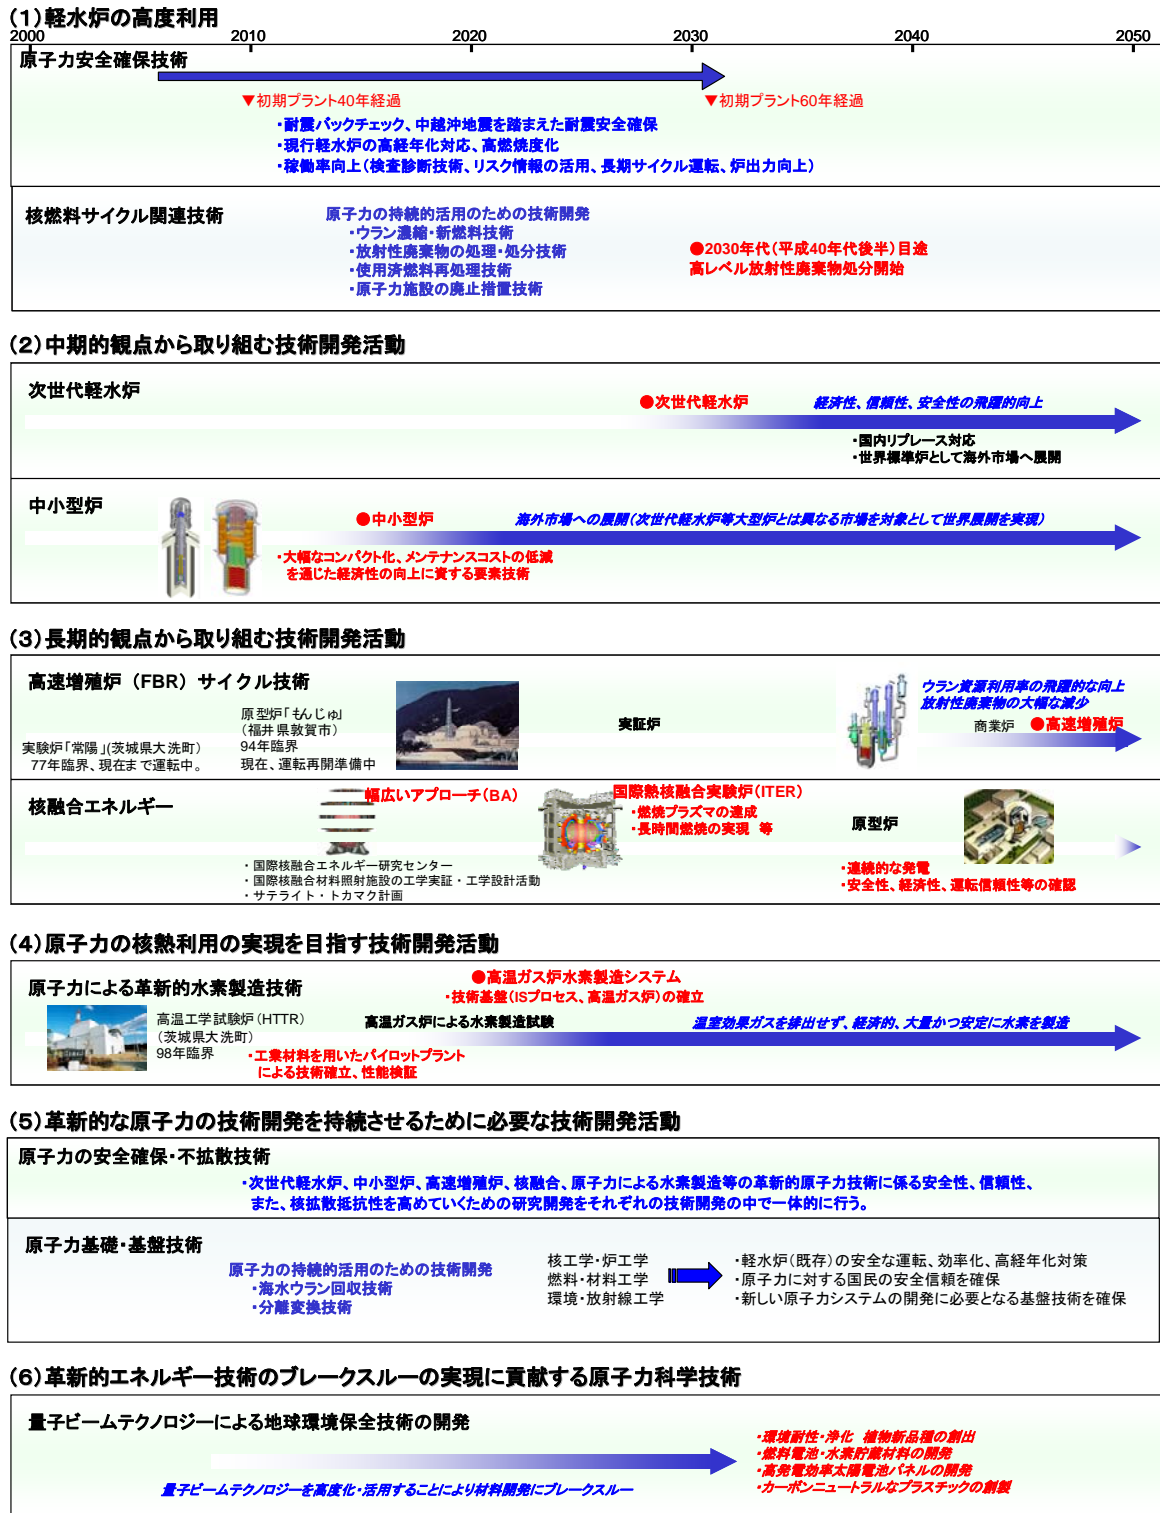 （１）軽水炉の高度利用
2000 2010 2020 2030 2040 2050
原子力安全確保技術
▼初期プラント40年経過 ▼初期プラント60年経過
・耐震バックチェック、中越沖地震を踏まえた耐震安全確保
・現行軽水炉の高経年化対応、高燃焼度化
・稼働率向上（検査診断技術、リスク情報の活用、長期サイクル運転、炉出力向上）
核燃料サイクル関連技術
原子力の持続的活用のための技術開発
・ウラン濃縮・新燃料技術
・放射性廃棄物の処理・処分技術
・使用済燃料再処理技術
・原子力施設の廃止措置技術
●2030年代（平成40年代後半）目途
高レベル放射性廃棄物処分開始
（２）中期的観点から取り組む技術開発活動
次世代軽水炉
●次世代軽水炉 経済性、信頼性、安全性の飛躍的向上
・国内リプレース対応
・世界標準炉として海外市場へ展開
中小型炉
●中小型炉 海外市場への展開（次世代軽水炉等大型炉とは異なる市場を対象として世界展開を実現）
・大幅なコンパクト化、メンテナンスコストの低減
を通じた経済性の向上に資する要素技術
（３）長期的観点から取り組む技術開発活動
高速増殖炉（FBR）サイクル技術
実験炉「常陽」(茨城県大洗町)
77年臨界、現在まで運転中。
原型炉「もんじゅ」
（福井県敦賀市）
94年臨界
現在、運転再開準備中
実証炉
ウラン資源利用率の飛躍的な向上
放射性廃棄物の大幅な減少
商業炉 ●高速増殖炉
核融合エネルギー
幅広いアプローチ（BA）
・国際核融合エネルギー研究センター
・国際核融合材料照射施設の工学実証・工学設計活動
・サテライト・トカマク計画
国際熱核融合実験炉（ITER）
・燃焼プラズマの達成
・長時間燃焼の実現 等
原型炉
・連続的な発電
・安全性、経済性、運転信頼性等の確認
（４）原子力の核熱利用の実現を目指す技術開発活動
原子力による革新的水素製造技術
高温工学試験炉（HTTR）
（茨城県大洗町）
98年臨界
●高温ガス炉水素製造システム
・技術基盤（ISプロセス、高温ガス炉）の確立
高温ガス炉による水素製造試験 温室効果ガスを排出せず、経済的、大量かつ安定に水素を製造
・工業材料を用いたパイロットプラント
による技術確立、性能検証
（５）革新的な原子力の技術開発を持続させるために必要な技術開発活動
原子力の安全確保・不拡散技術
・次世代軽水炉、中小型炉、高速増殖炉、核融合、原子力による水素製造等の革新的原子力技術に係る安全性、信頼性、
また、核拡散抵抗性を高めていくための研究開発をそれぞれの技術開発の中で一体的に行う。
原子力基礎・基盤技術
原子力の持続的活用のための技術開発
・海水ウラン回収技術
・分離変換技術
核工学・炉工学
燃料・材料工学
環境・放射線工学
・軽水炉（既存）の安全な運転、効率化、高経年化対策
・原子力に対する国民の安全信頼を確保
・新しい原子力システムの開発に必要となる基盤技術を確保
（６）革新的エネルギー技術のブレークスルーの実現に貢献する原子力科学技術
量子ビームテクノロジーによる地球環境保全技術の開発
量子ビームテクノロジーを高度化・活用することにより材料開発にブレークスルー
・環境耐性・浄化 植物新品種の創出
・燃料電池・水素貯蔵材料の開発
・高発電効率太陽電池パネルの開発
・カーボンニュートラルなプラスチックの創製